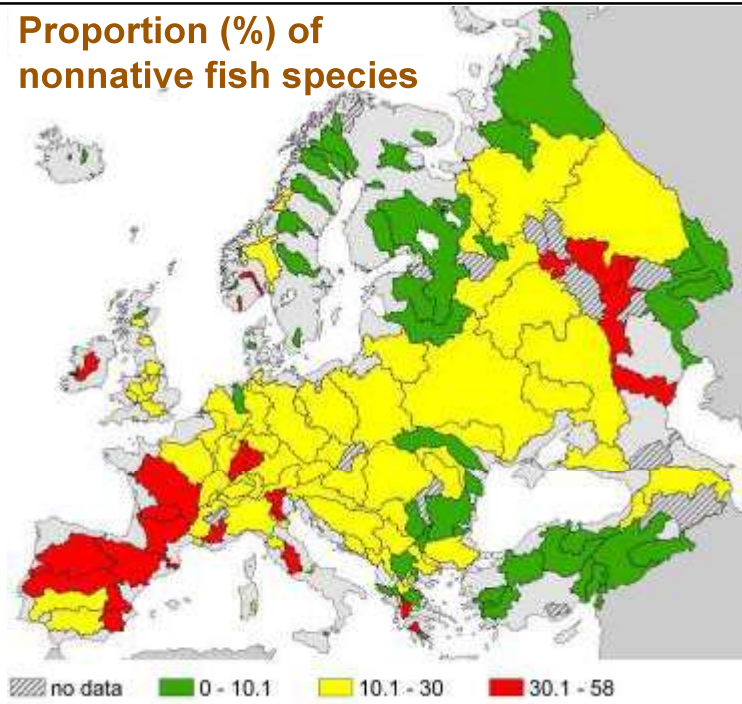 Proportion (%) of
nonnative fish species
no data 0 - 10.1 10.1 - 30 30.1 - 58